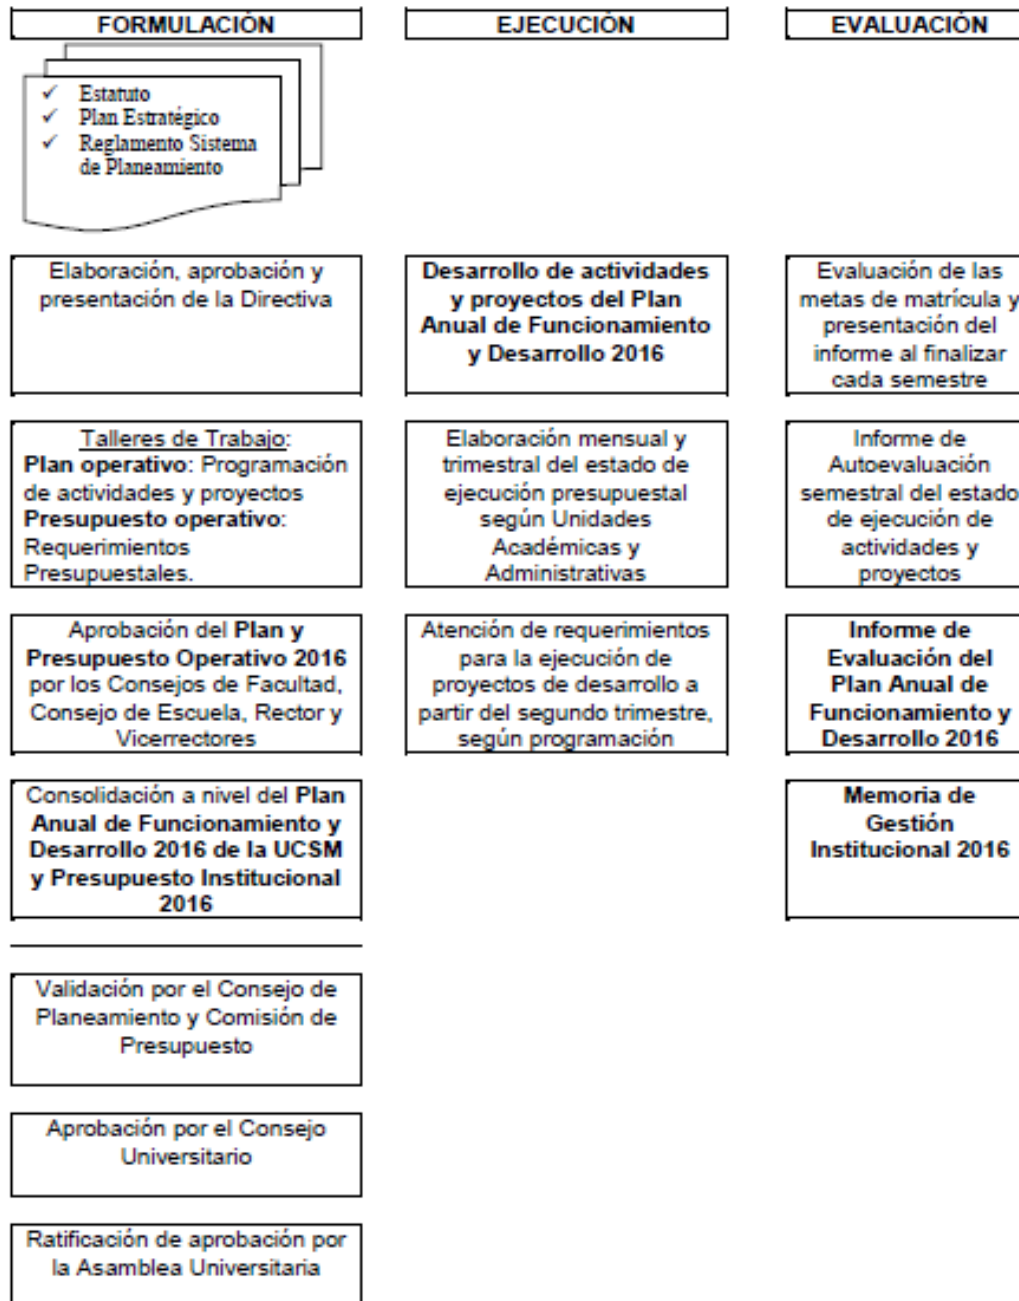 FORMULACIÓN
✓ Estatuto
✓ Plan Estratégico
✓ Reglamento Sistema
de Planeamiento
Elaboración, aprobación y
presentación de la Directiva
Talleres de Trabajo:
Plan operativo: Programación
de actividades y proyectos
Presupuesto operativo:
Requerimientos
Presupuestales.
Aprobación del Plan y
Presupuesto Operativo 2016
por los Consejos de Facultad,
Consejo de Escuela, Rector y
Vicerrectores
Consolidación a nivel del Plan
Anual de Funcionamiento y
Desarrollo 2016 de la UCSM
y Presupuesto Institucional
2016
Validación por el Consejo de
Planeamiento y Comisión de
Presupuesto
Aprobación por el Consejo
Universitario
Ratificación de aprobación por
la Asamblea Universitaria
EJECUCIÓN
Desarrollo de actividades
y proyectos del Plan
Anual de Funcionamiento
y Desarrollo 2016
Elaboración mensual y
trimestral del estado de
ejecución presupuestal
según Unidades
Académicas y
Administrativas
Atención de requerimientos
para la ejecución de
proyectos de desarrollo a
partir del segundo trimestre,
según programación
EVALUACIÓN
Evaluación de las
metas de matrícula y
presentación del
informe al finalizar
cada semestre
Informe de
Autoevaluación
semestral del estado
de ejecución de
actividades y
proyectos
Informe de
Evaluación del
Plan Anual de
Funcionamiento y
Desarrollo 2016
Memoria de
Gestión
Institucional 2016